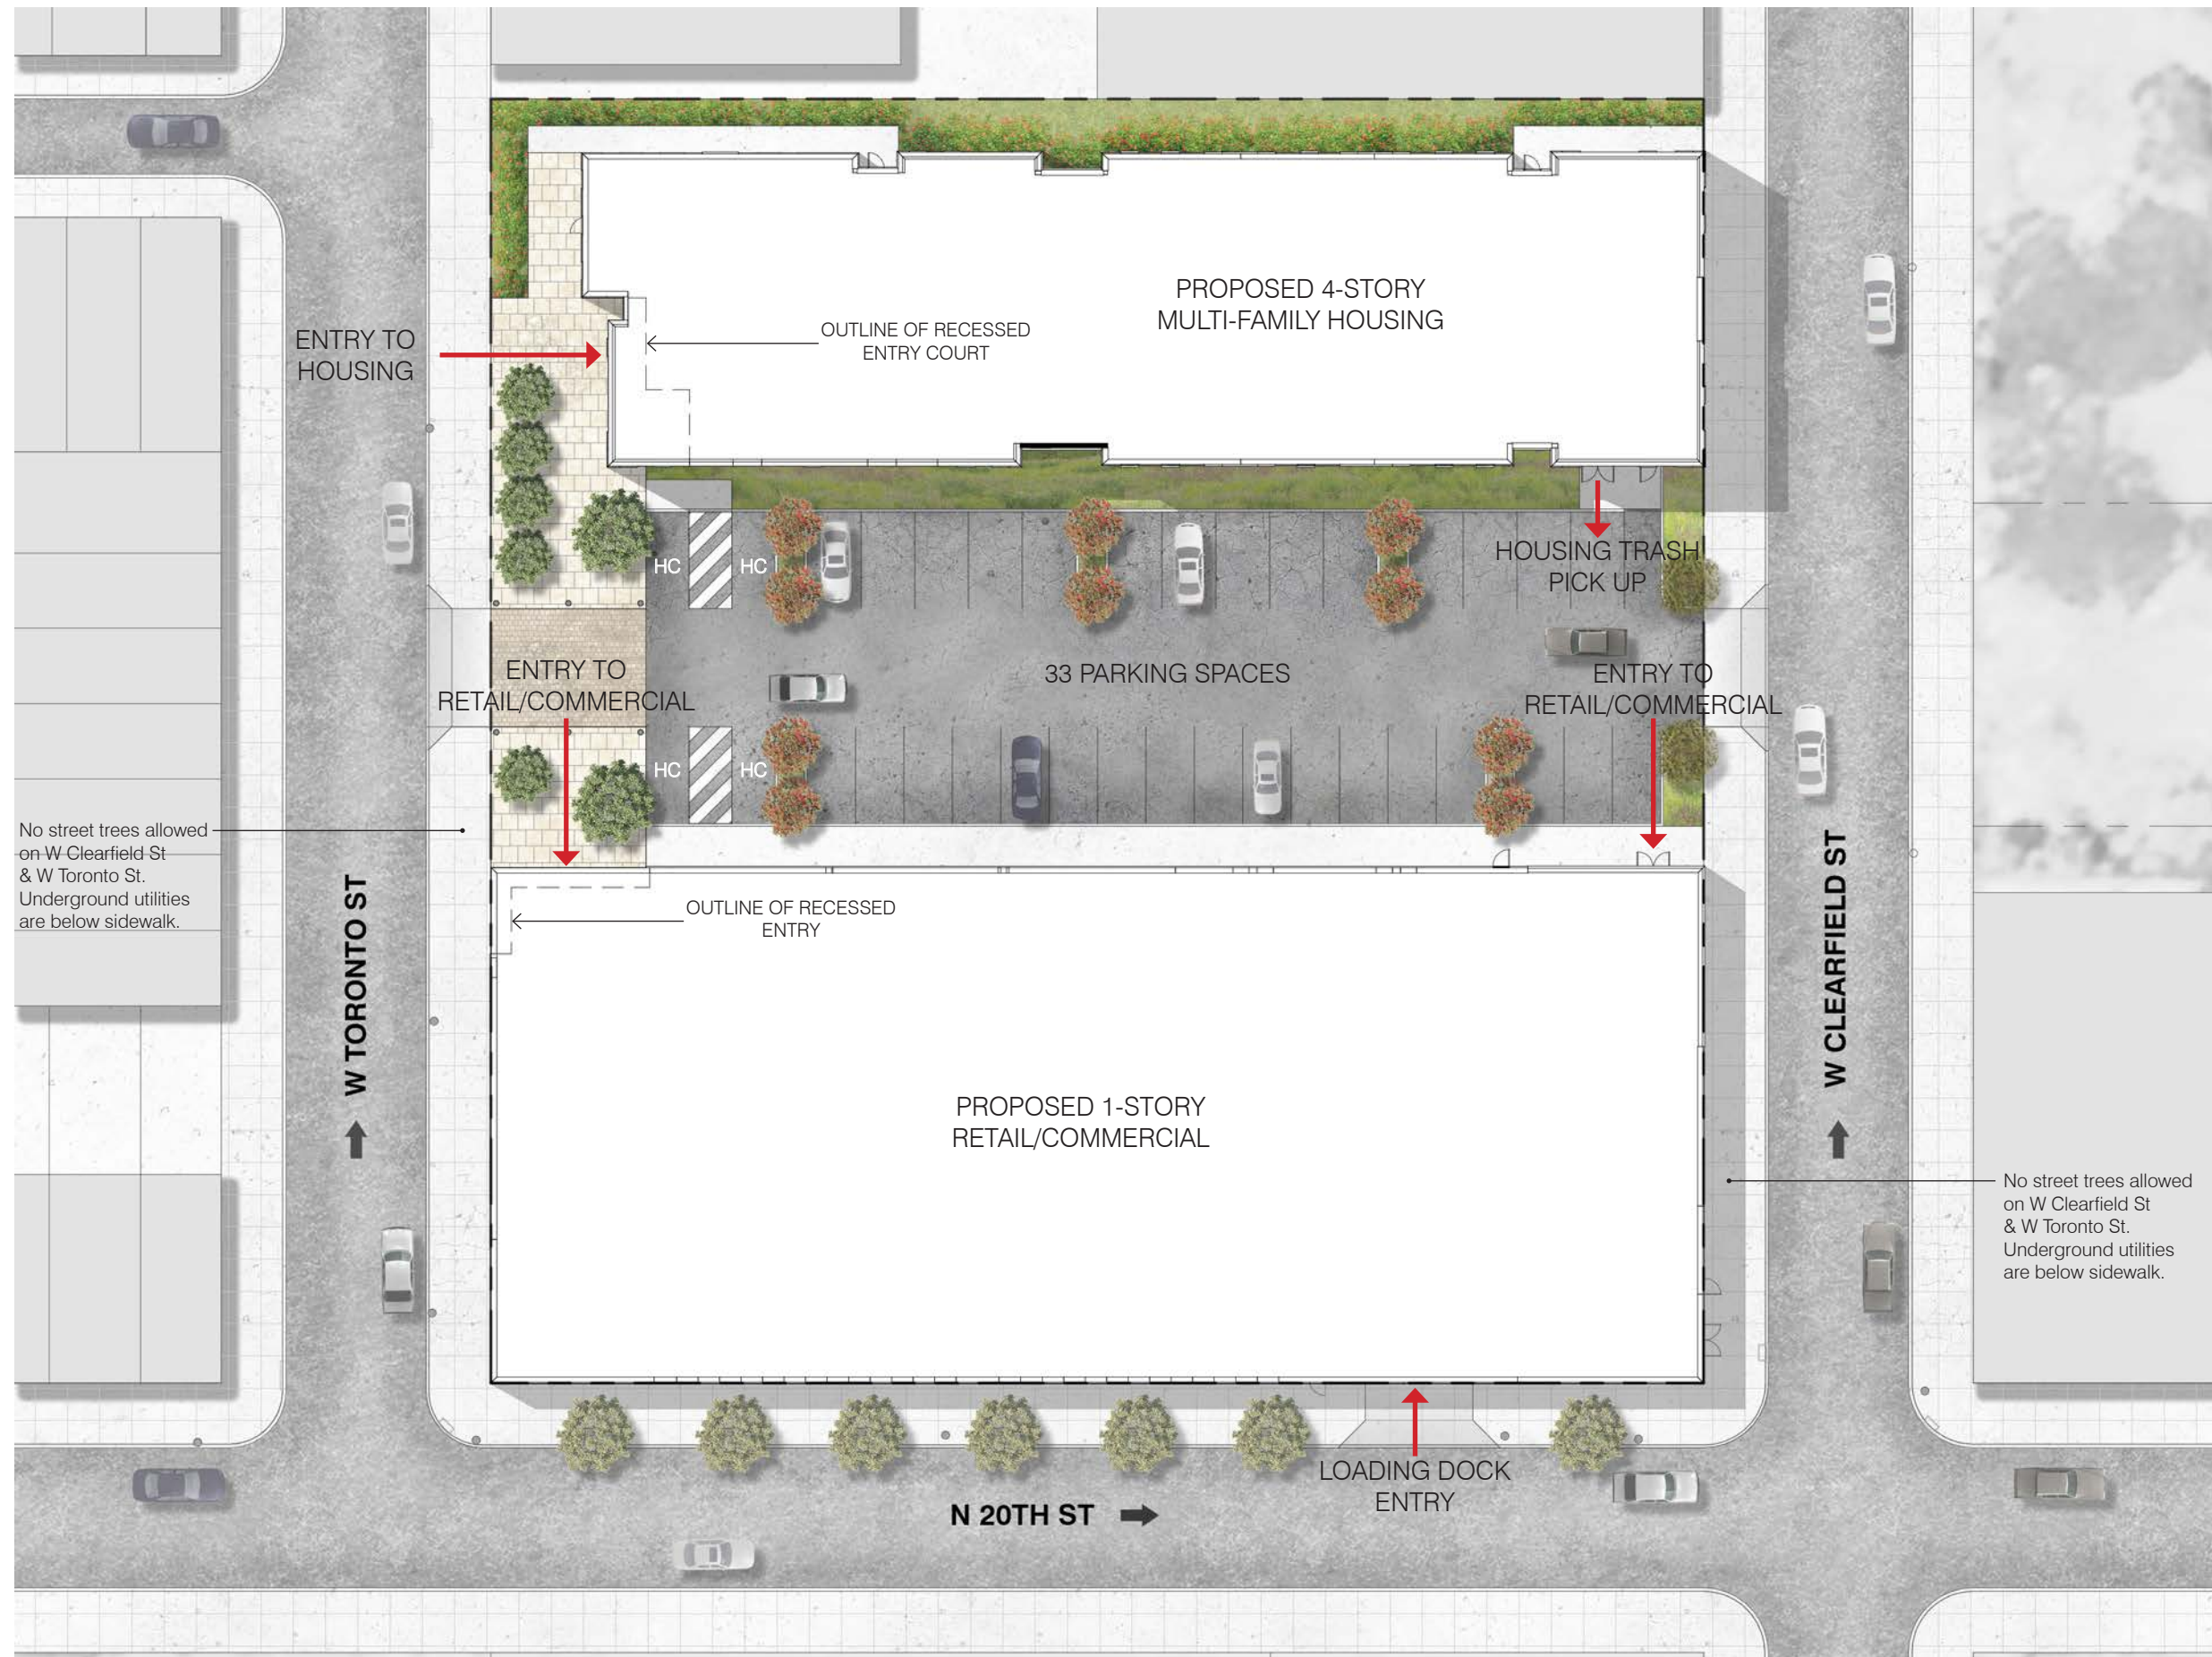 PROPOSED 4-STORY
MULTI-FAMILY HOUSING
ENTRY TO
HOUSING
OUTLINE OF RECESSED
ENTRY COURT
HC
HC
HOUSING TRASH
PICK UP
ENTRY TO
RETAIL/COMMERCIAL
33 PARKING SPACES
ENTRY TO
RETAIL/COMMERCIAL
HC
HC
No street trees allowed
on W Clearfield St
& W Toronto St.
Underground utilities
are below sidewalk.
W TORONTO ST
OUTLINE OF RECESSED
ENTRY
W CLEARFIELD ST
PROPOSED 1-STORY
RETAIL/COMMERCIAL
No street trees allowed
on W Clearfield St
& W Toronto St.
Underground utilities
are below sidewalk.
LOADING DOCK
ENTRY
N 20TH ST